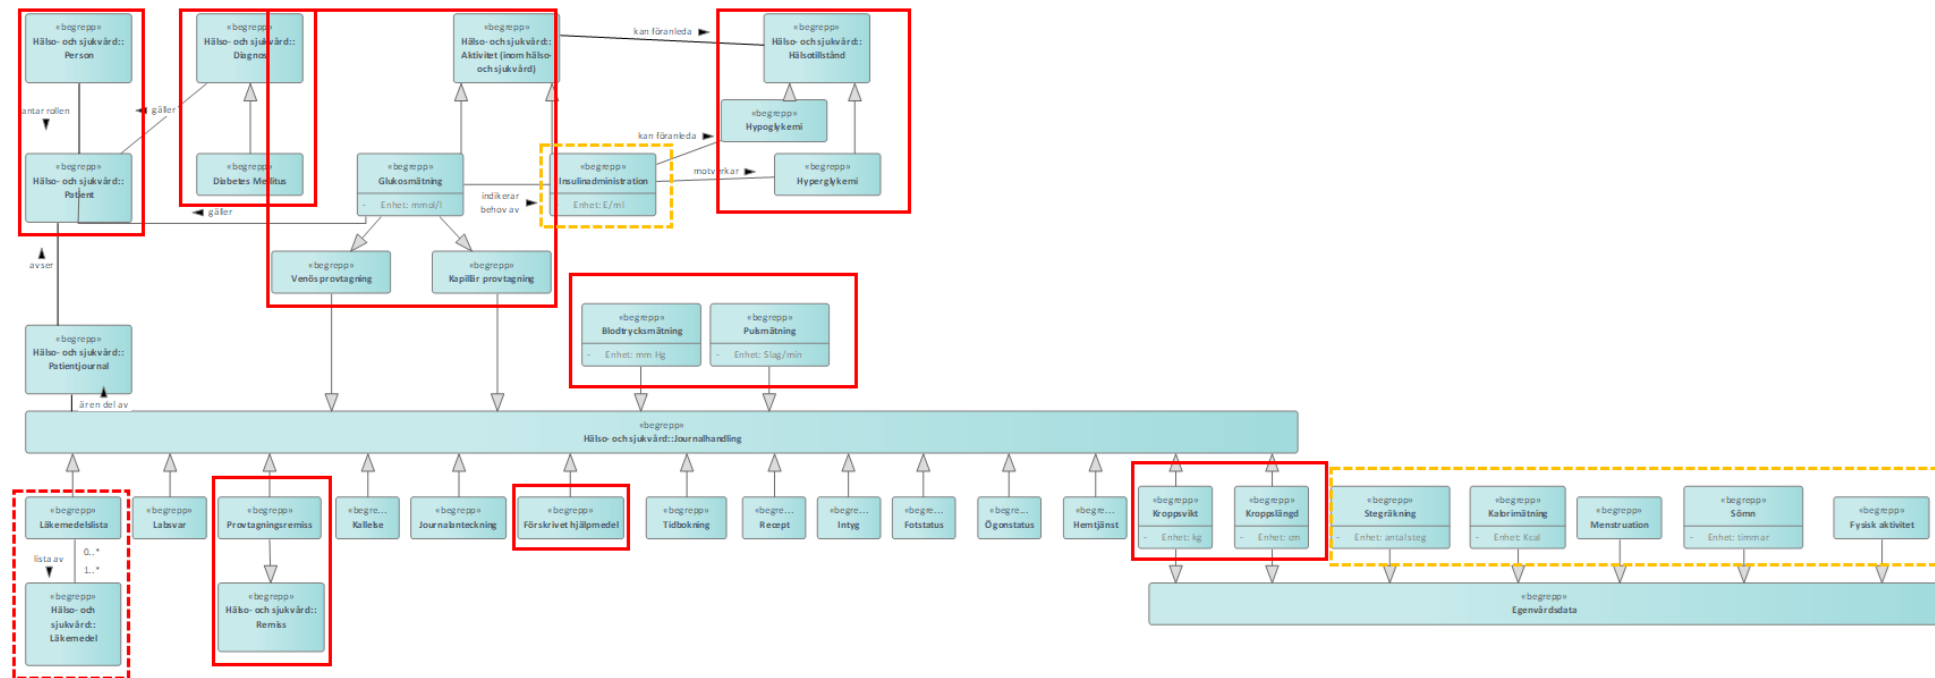 «begrepp»
Hälso- och sjukvård::
Person
«begrepp»
Hälso- och sjukvård::
Diagnos
«begrepp»
Hälso- och sjukvård::
Aktivitet (inom hälso-
och sjukvård)
kan föranleda
«begrepp»
Hälso- och sjukvård::
Hälsotillstånd
antar rollen
gäller
«begrepp»
Hypoglykemi
kan föranleda
«begrepp»
Hälso- och sjukvård::
Patient
«begrepp»
Diabetes Mellitus
«begrepp»
Glukosmätning
- Enhet: mmol/l
indikerar
behov av
«begrepp»
Insulinadministration
- Enhet: E/ml
motverkar
«begrepp»
Hyperglykemi
gäller
avser
«begrepp»
Venös provtagning
«begrepp»
Kapillär provtagning
«begrepp»
Blodtrycksmätning
- Enhet: mm Hg
«begrepp»
Pulsmätning
- Enhet: Slag/min
«begrepp»
Hälso- och sjukvård::
Patientjournal
är en del av
«begrepp»
Hälso- och sjukvård::Journalhandling
«begrepp»
Läkemedelslista
«begrepp»
Labsvar
«begrepp»
Provtagningsremiss
«begre...
Kallelse
«begrepp»
Journalanteckning
«begrepp»
Förskrivet hjälpmedel
«begrepp»
Tidbokning
«begre...
Recept
«begre...
Intyg
«begre...
Fotstatus
«begre...
Ögonstatus
«begre...
Hemtjänst
«begrepp»
Kroppsvikt
- Enhet: kg
«begrepp»
Kroppslängd
- Enhet: cm
«begrepp»
Stegräkning
- Enhet: antal steg
«begrepp»
Kalorimätning
- Enhet: Kcal
«begrepp»
Menstruation
«begrepp»
Sömn
- Enhet: timmar
«begrepp»
Fysisk aktivitet
0..*
lista av
1..*
«begrepp»
Hälso- och
sjukvård::
Läkemedel
«begrepp»
Hälso- och sjukvård::
Remiss
«begrepp»
Egenvårdsdata